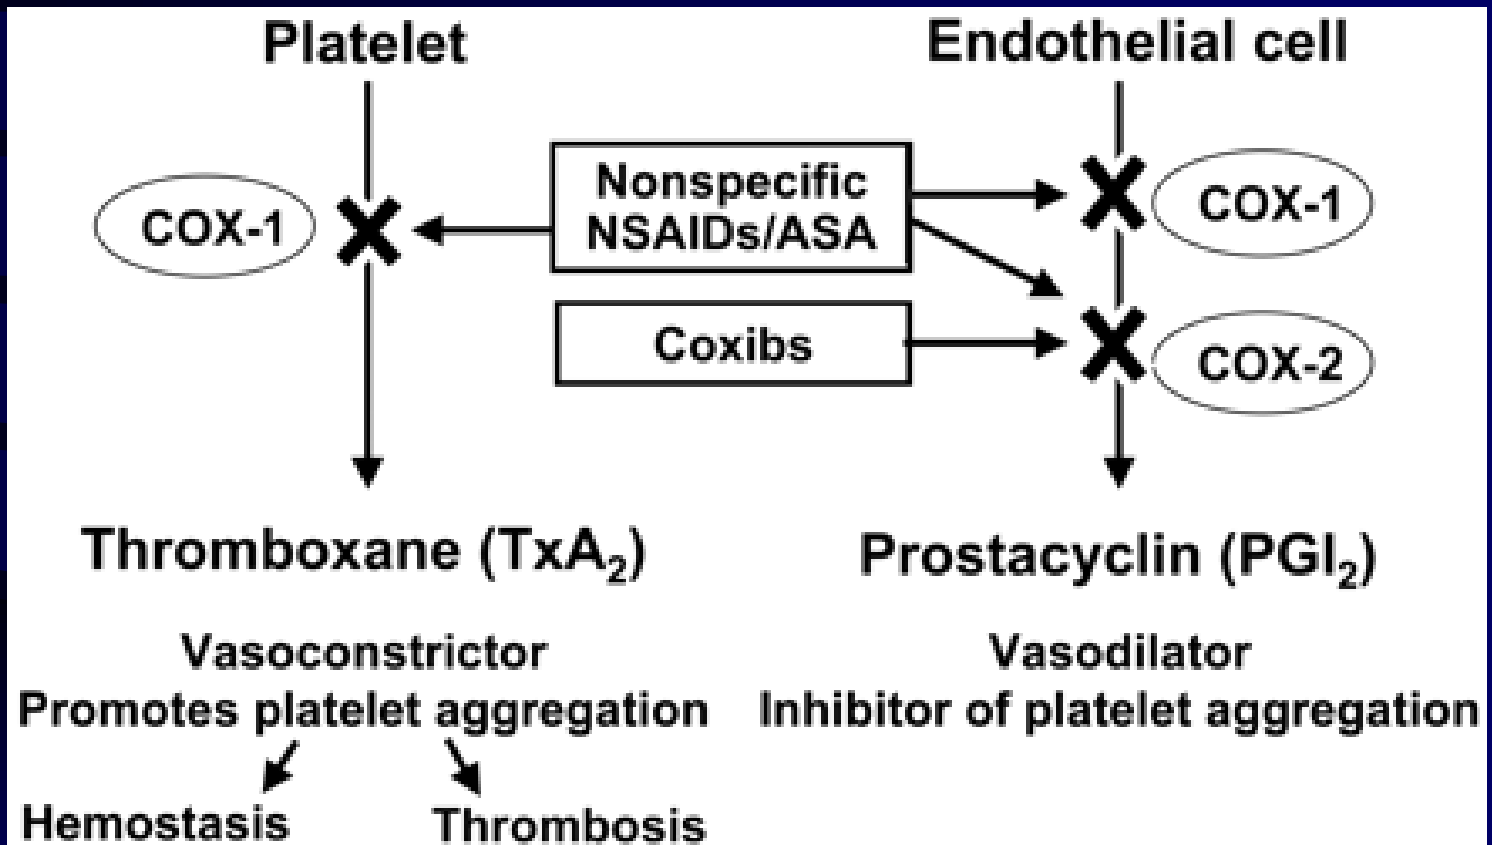 Platelet
Endothelial cell
Nonspecific
NSAIDs/ASA
COX-1
COX-1
Coxibs
COX-2
Thromboxane (TxA₂)
Prostacyclin (PGI₂)
Vasoconstrictor
Vasodilator
Promotes platelet aggregation
Inhibitor of platelet aggregation
Hemostasis
Thrombosis